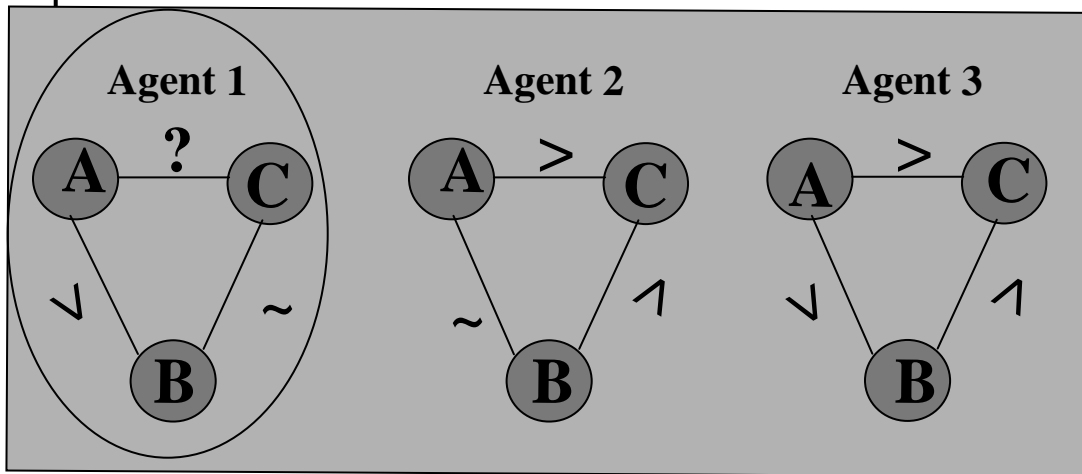 Agent 1 Agent 2 Agent 3
? > >
A C A C A C
> ~ ~ > > >
B B B